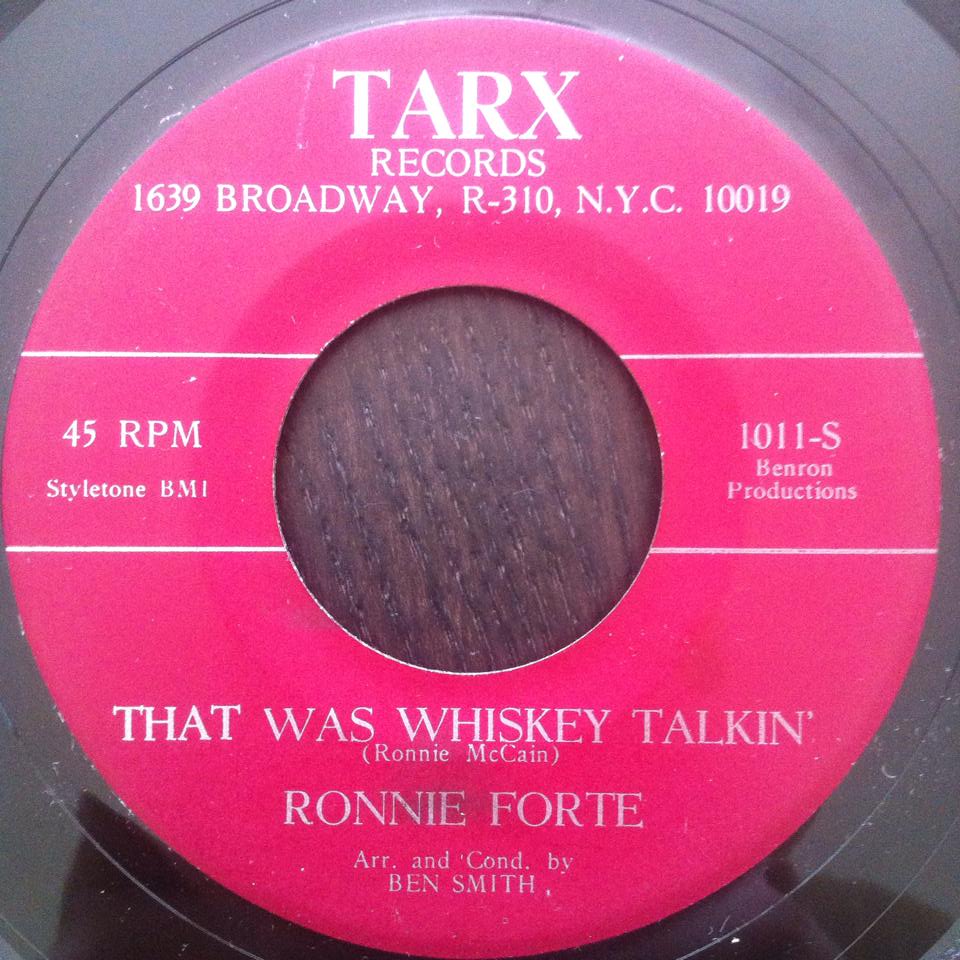 TARX
RECORDS
1639 BROADWAY, R-310, N.Y.C. 10019
45 RPM
Styletone BMI
1011-S
Benron
Productions
THAT WAS WHISKEY TALKIN'
(Ronnie McCain)
RONNIE FORTE
Arr. and Cond. by
BEN SMITH